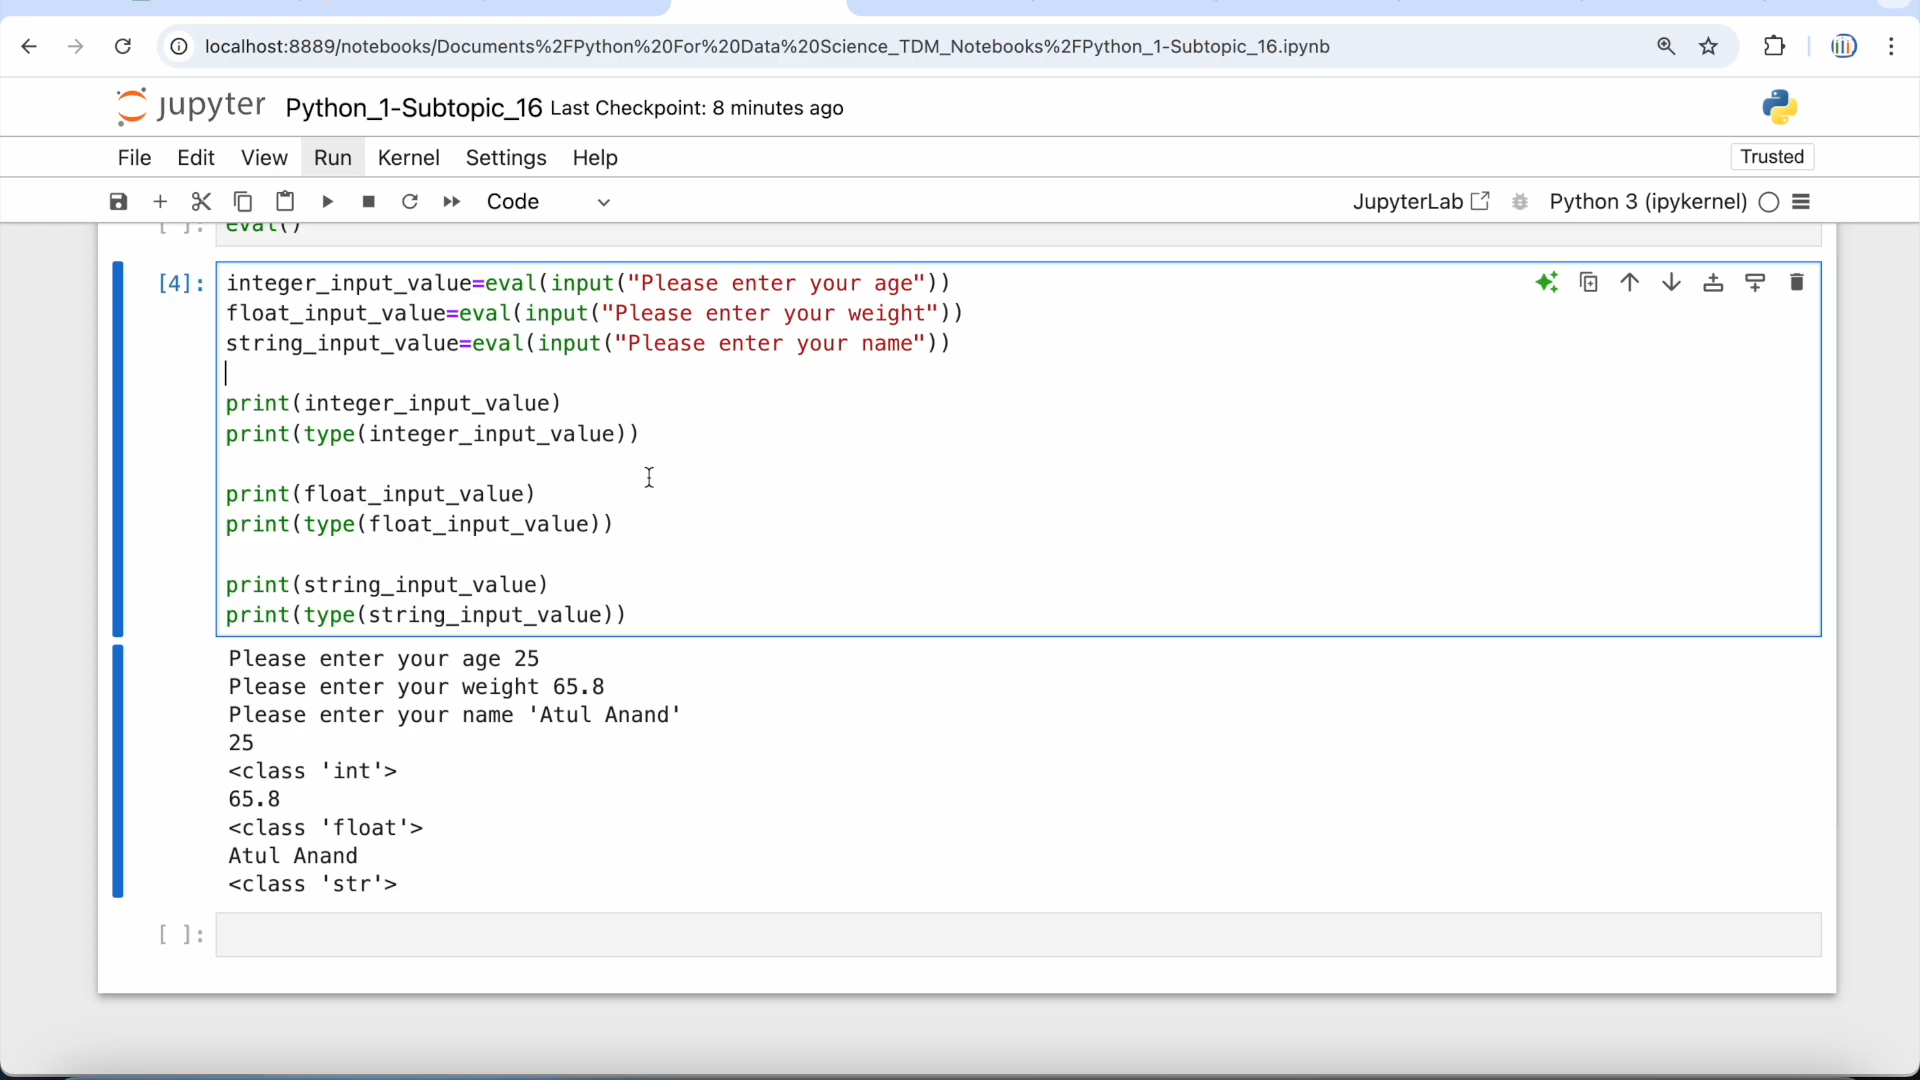 localhost:8889/notebooks/Documents%2FPython%20For%20Data%20Science_TDM_Notebooks%2FPython_1-Subtopic_16.ipynb
jupyter Python_1-Subtopic_16 Last Checkpoint: 8 minutes ago
File Edit View Run Kernel Settings Help Trusted
Code JupyterLab Python 3 (ipykernel)
[ ]: eval()
[4]: integer_input_value=eval(input("Please enter your age"))
float_input_value=eval(input("Please enter your weight"))
string_input_value=eval(input("Please enter your name"))
print(integer_input_value)
print(type(integer_input_value))
print(float_input_value)
print(type(float_input_value))
print(string_input_value)
print(type(string_input_value))
Please enter your age 25
Please enter your weight 65.8
Please enter your name 'Atul Anand'
25
<class 'int'>
65.8
<class 'float'>
Atul Anand
<class 'str'>
[ ]: